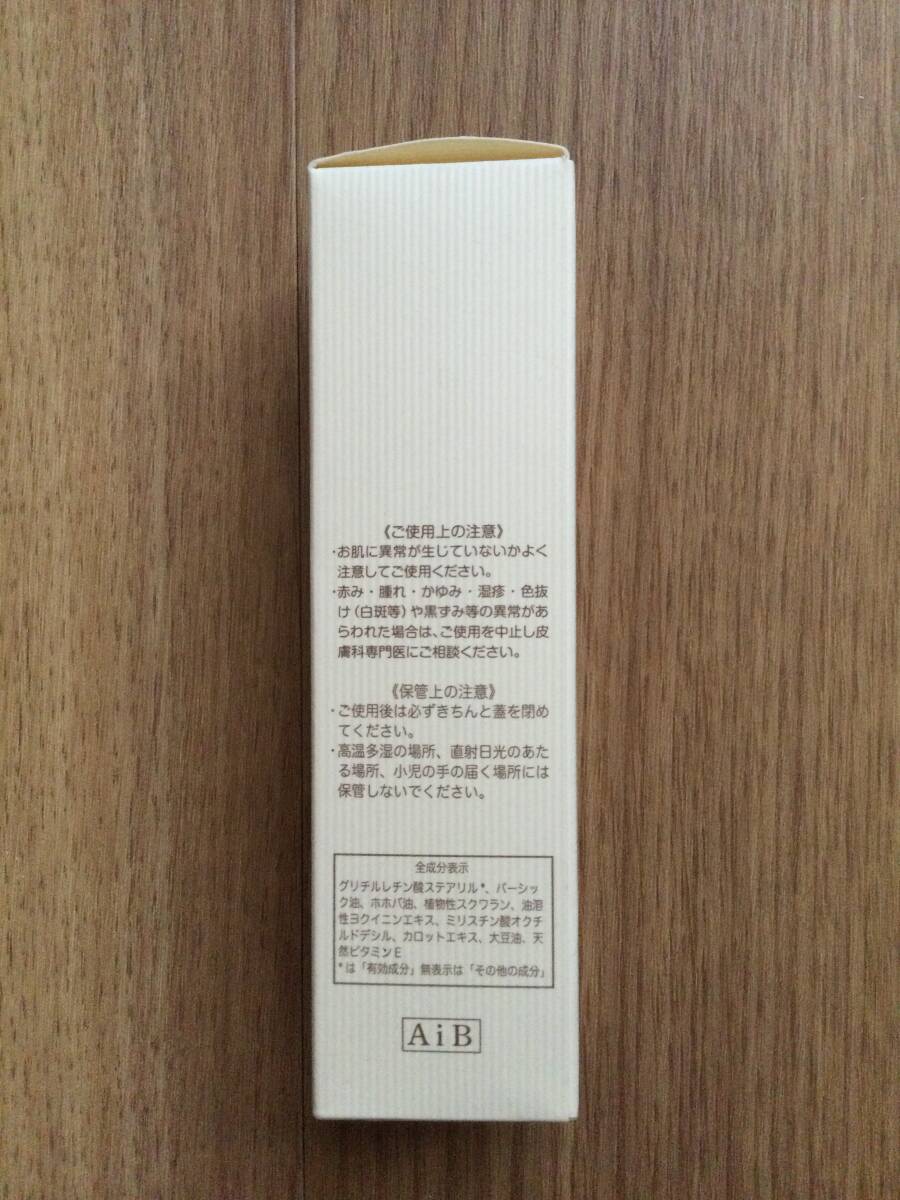 《ご使用上の注意》
・お肌に異常が生じていないかよく
注意してご使用ください。
・赤み・腫れ・かゆみ・湿疹・色抜
け（白斑等）や黒ずみ等の異常があ
らわれた場合は、ご使用を中止し皮
膚科専門医にご相談ください。
《保管上の注意》
・ご使用後は必ずきちんと蓋を閉め
てください。
・高温多湿の場所、直射日光のあた
る場所、小児の手の届く場所には
保管しないでください。
全成分表示
グリチルレチン酸ステアリル*、パーシッ
ク油、ホホバ油、植物性スクワラン、油溶
性ヨクイニンエキス、ミリスチン酸オクチ
ルドデシル、カロットエキス、大豆油、天
然ビタミンE
*は「有効成分」無表示は「その他の成分」
AiB